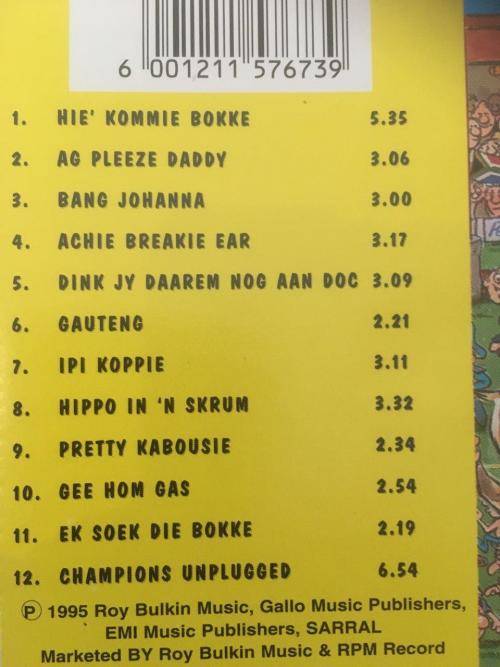 6 001211 576739
1. HIE' KOMMIE BOKKE 5.35
2. AG PLEEZE DADDY 3.06
3. BANG JOHANNA 3.00
4. ACHIE BREAKIE EAR 3.17
5. DINK JY DAAREM NOG AAN DOC 3.09
6. GAUTENG 2.21
7. IPI KOPPIE 3.11
8. HIPPO IN 'N SKRUM 3.32
9. PRETTY KABOUSIE 2.34
10. GEE HOM GAS 2.54
11. EK SOEK DIE BOKKE 2.19
12. CHAMPIONS UNPLUGGED 6.54
Ⓟ 1995 Roy Bulkin Music, Gallo Music Publishers,
EMI Music Publishers, SARRAL
Marketed BY Roy Bulkin Music & RPM Record